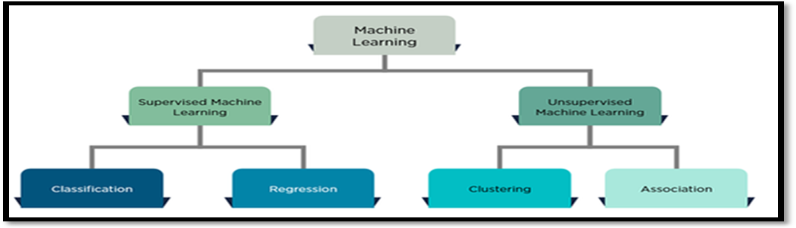 Machine
Learning
Supervised Machine
Learning
Unsupervised
Machine Learning
Classification
Regression
Clustering
Association